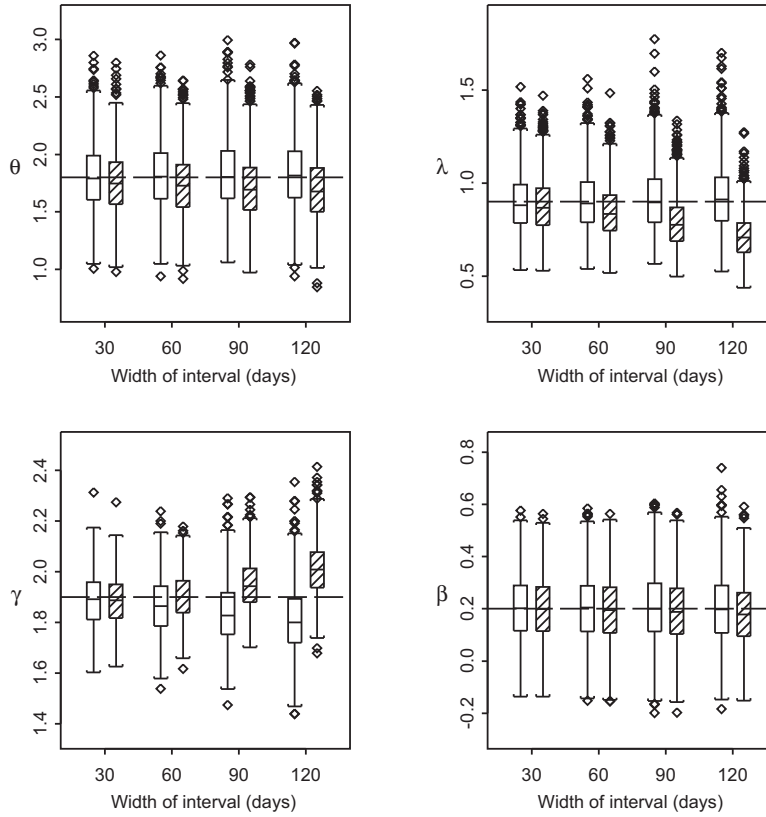 3.0
2.5
2.0
1.5
1.0
θ
30 60 90 120
Width of interval (days)
1.5
1.0
0.5
λ
30 60 90 120
Width of interval (days)
2.4
2.2
2.0
1.8
1.6
1.4
γ
30 60 90 120
Width of interval (days)
0.8
0.6
0.4
0.2
0.0
-0.2
β
30 60 90 120
Width of interval (days)